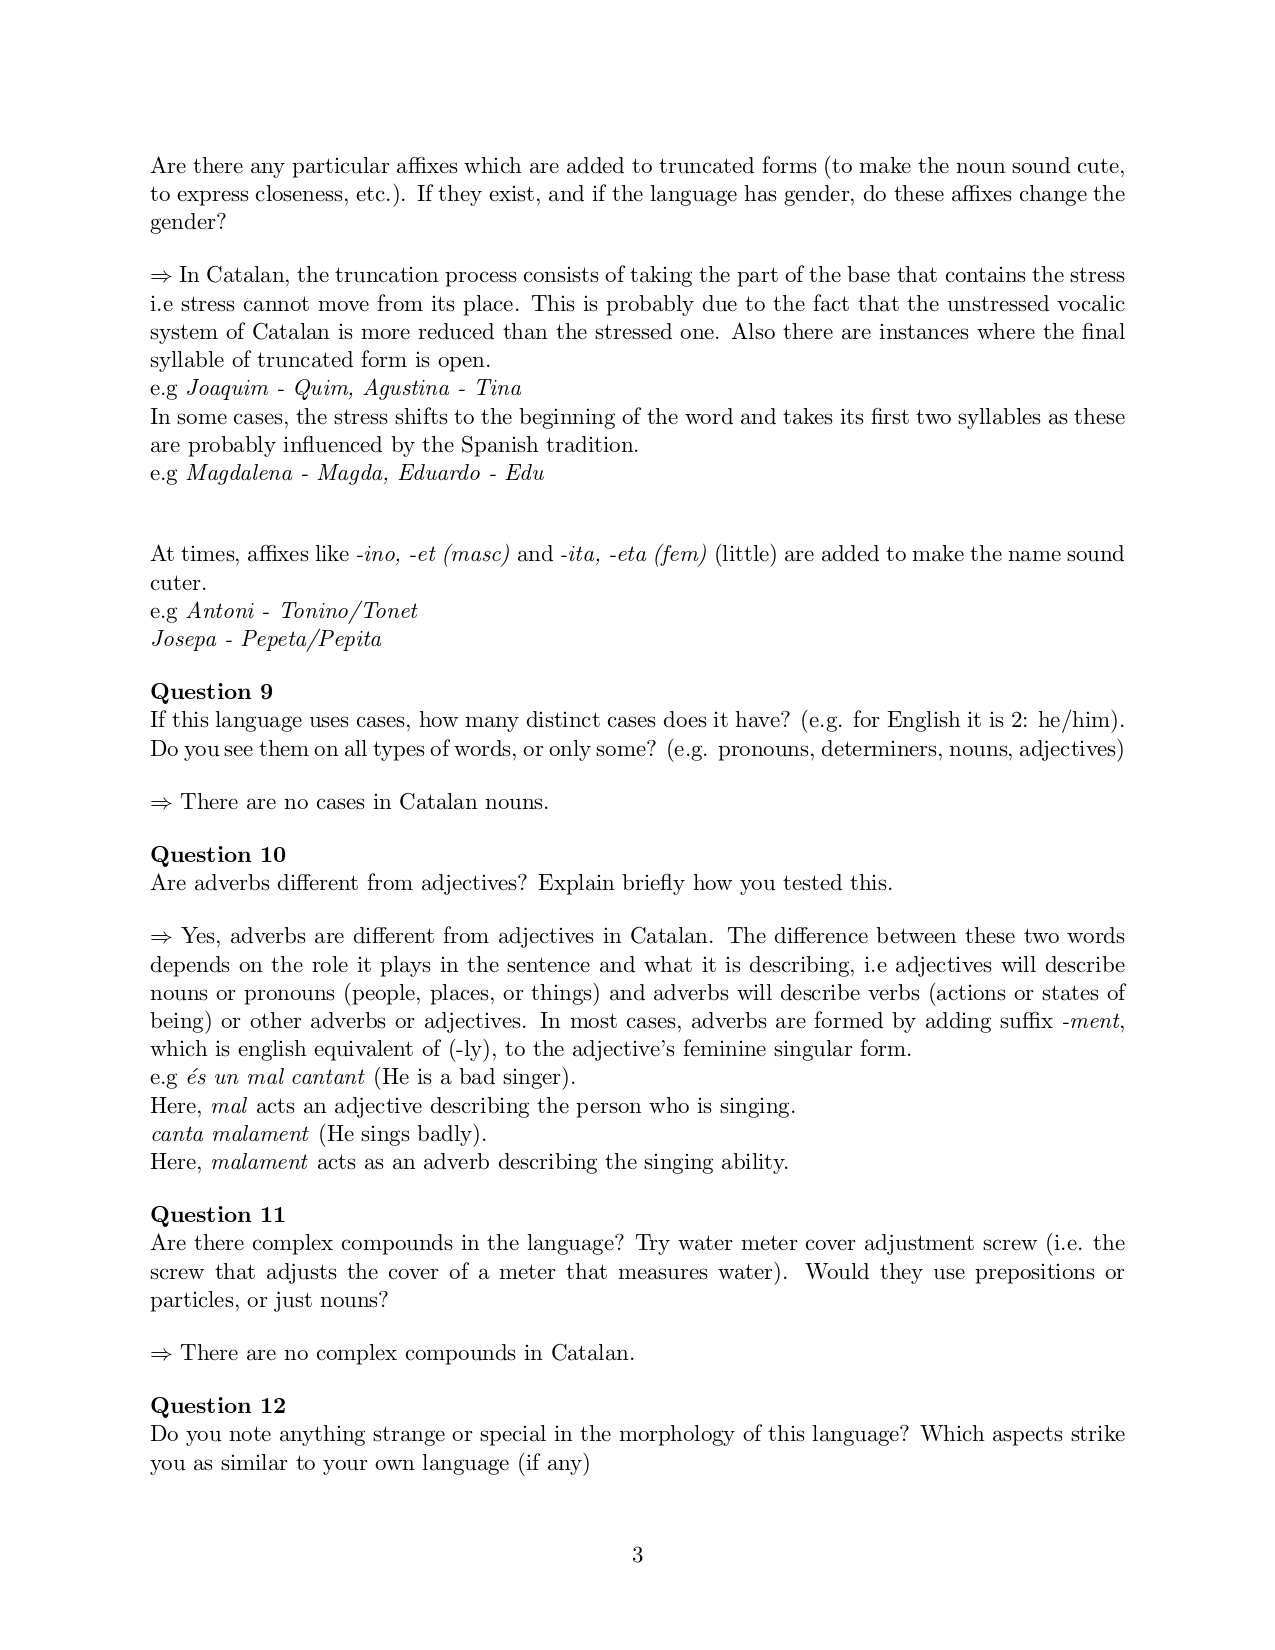 Are there any particular affixes which are added to truncated forms (to make the noun sound cute,
to express closeness, etc.). If they exist, and if the language has gender, do these affixes change the
gender?
⇒ In Catalan, the truncation process consists of taking the part of the base that contains the stress
i.e stress cannot move from its place. This is probably due to the fact that the unstressed vocalic
system of Catalan is more reduced than the stressed one. Also there are instances where the final
syllable of truncated form is open.
e.g Joaquim - Quim, Agustina - Tina
In some cases, the stress shifts to the beginning of the word and takes its first two syllables as these
are probably influenced by the Spanish tradition.
e.g Magdalena - Magda, Eduardo - Edu
At times, affixes like -ino, -et (masc) and -ita, -eta (fem) (little) are added to make the name sound
cuter.
e.g Antoni - Tonino/Tonet
Josepa - Pepeta/Pepita
Question 9
If this language uses cases, how many distinct cases does it have? (e.g. for English it is 2: he/him).
Do you see them on all types of words, or only some? (e.g. pronouns, determiners, nouns, adjectives)
⇒ There are no cases in Catalan nouns.
Question 10
Are adverbs different from adjectives? Explain briefly how you tested this.
⇒ Yes, adverbs are different from adjectives in Catalan. The difference between these two words
depends on the role it plays in the sentence and what it is describing, i.e adjectives will describe
nouns or pronouns (people, places, or things) and adverbs will describe verbs (actions or states of
being) or other adverbs or adjectives. In most cases, adverbs are formed by adding suffix -ment,
which is english equivalent of (-ly), to the adjective's feminine singular form.
e.g és un mal cantant (He is a bad singer).
Here, mal acts an adjective describing the person who is singing.
canta malament (He sings badly).
Here, malament acts as an adverb describing the singing ability.
Question 11
Are there complex compounds in the language? Try water meter cover adjustment screw (i.e. the
screw that adjusts the cover of a meter that measures water). Would they use prepositions or
particles, or just nouns?
⇒ There are no complex compounds in Catalan.
Question 12
Do you note anything strange or special in the morphology of this language? Which aspects strike
you as similar to your own language (if any)
3